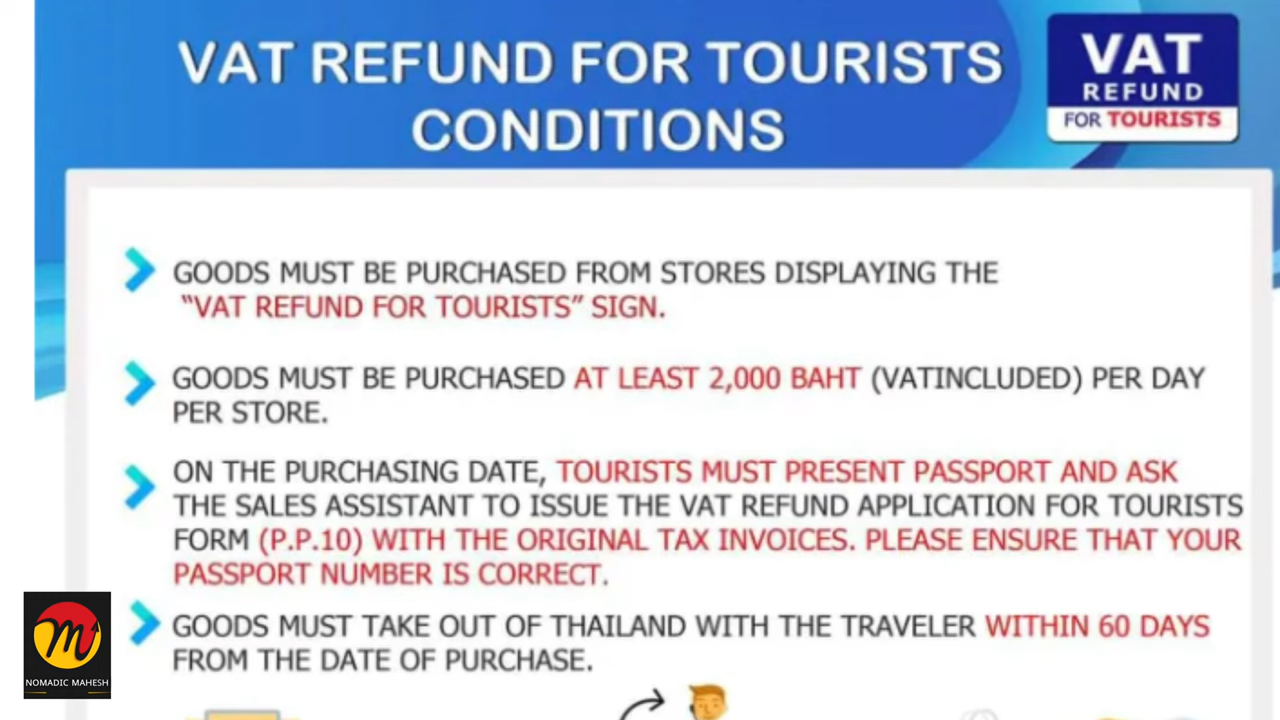 VAT REFUND FOR TOURISTS
CONDITIONS
VAT
REFUND
FOR TOURISTS
GOODS MUST BE PURCHASED FROM STORES DISPLAYING THE
“VAT REFUND FOR TOURISTS” SIGN.
GOODS MUST BE PURCHASED AT LEAST 2,000 BAHT (VATINCLUDED) PER DAY
PER STORE.
ON THE PURCHASING DATE, TOURISTS MUST PRESENT PASSPORT AND ASK
THE SALES ASSISTANT TO ISSUE THE VAT REFUND APPLICATION FOR TOURISTS
FORM (P.P.10) WITH THE ORIGINAL TAX INVOICES. PLEASE ENSURE THAT YOUR
PASSPORT NUMBER IS CORRECT.
GOODS MUST TAKE OUT OF THAILAND WITH THE TRAVELER WITHIN 60 DAYS
FROM THE DATE OF PURCHASE.
m
NOMADIC MAHESH